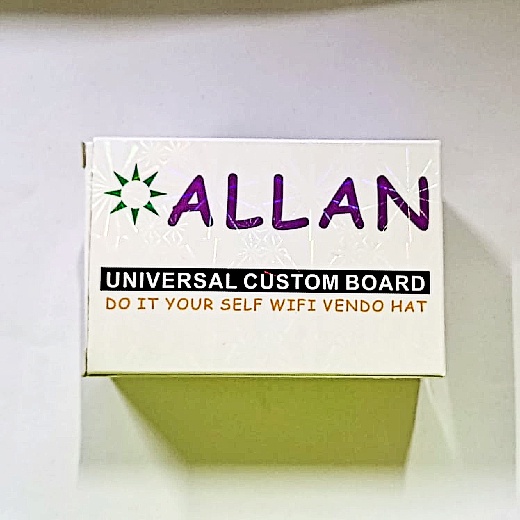 ALLAN
UNIVERSAL CUSTOM BOARD
DO IT YOUR SELF WIFI VENDO HAT